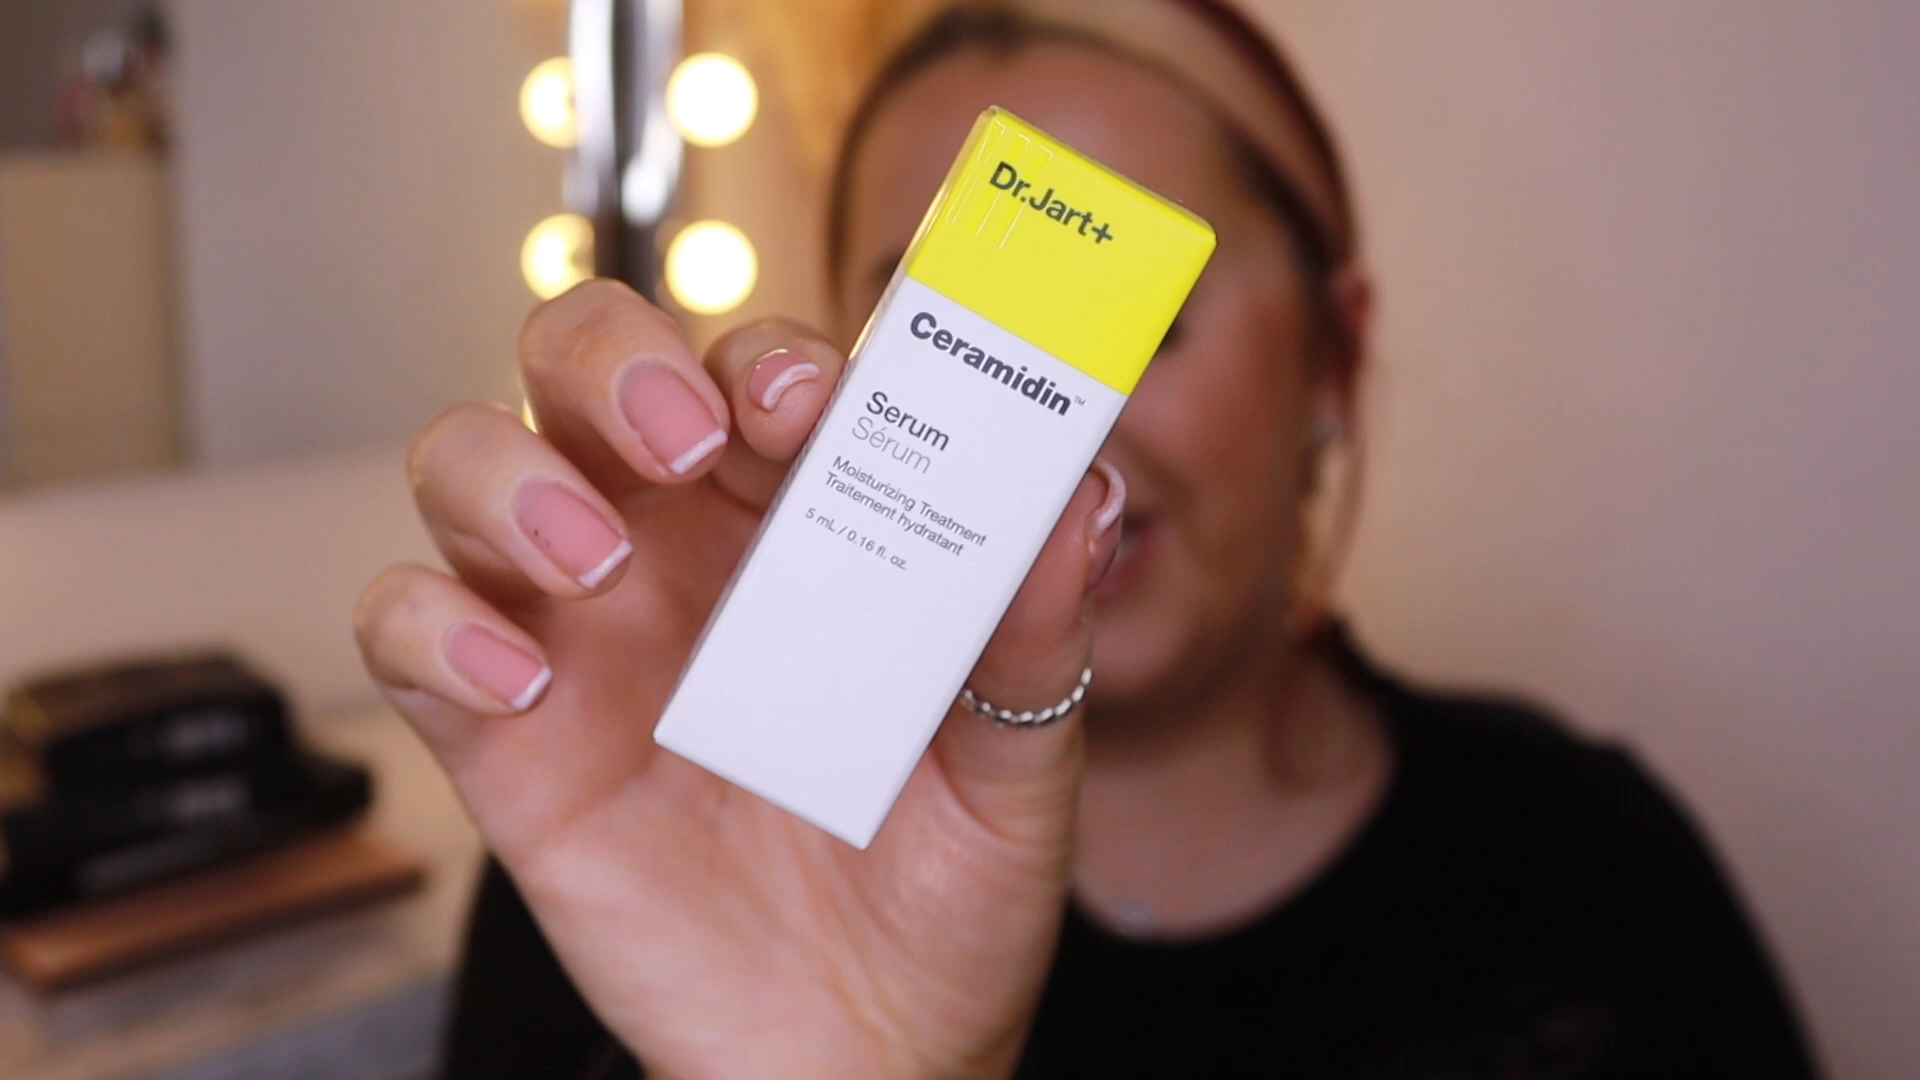 Dr.Jart+
Ceramidin™
Serum
Sérum
Moisturizing Treatment
Traitement hydratant
5 mL / 0.16 fl. oz.